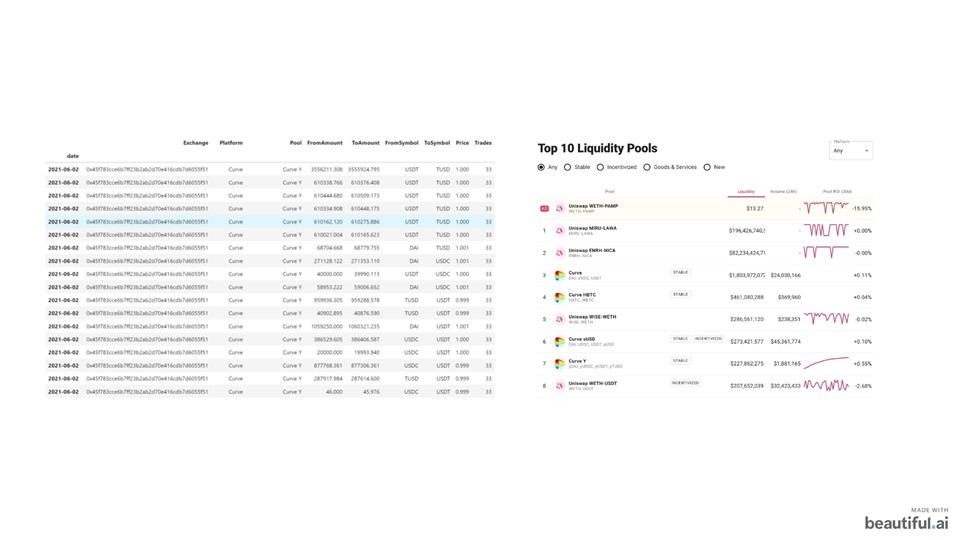 Exchange Platform Pool FromAmount ToAmount FromSymbol ToSymbol Price Trades
date
2021-06-02 0x45f783cce6b7ff23b2ab2d70e416cdb7d6055f51 Curve Curve Y 3556211.308 3555924.795 USDT TUSD 1.000 33
2021-06-02 0x45f783cce6b7ff23b2ab2d70e416cdb7d6055f51 Curve Curve Y 610338.766 610376.408 USDT TUSD 1.000 33
2021-06-02 0x45f783cce6b7ff23b2ab2d70e416cdb7d6055f51 Curve Curve Y 610444.680 610509.173 USDT TUSD 1.000 33
2021-06-02 0x45f783cce6b7ff23b2ab2d70e416cdb7d6055f51 Curve Curve Y 610334.908 610448.175 USDT TUSD 1.000 33
2021-06-02 0x45f783cce6b7ff23b2ab2d70e416cdb7d6055f51 Curve Curve Y 610162.120 610275.886 USDT TUSD 1.000 33
2021-06-02 0x45f783cce6b7ff23b2ab2d70e416cdb7d6055f51 Curve Curve Y 610021.004 610165.623 USDT TUSD 1.000 33
2021-06-02 0x45f783cce6b7ff23b2ab2d70e416cdb7d6055f51 Curve Curve Y 68704.668 68779.755 DAI TUSD 1.001 33
2021-06-02 0x45f783cce6b7ff23b2ab2d70e416cdb7d6055f51 Curve Curve Y 271128.122 271353.110 DAI USDC 1.001 33
2021-06-02 0x45f783cce6b7ff23b2ab2d70e416cdb7d6055f51 Curve Curve Y 40000.000 39990.113 USDT USDC 1.000 33
2021-06-02 0x45f783cce6b7ff23b2ab2d70e416cdb7d6055f51 Curve Curve Y 58953.222 59006.652 DAI USDC 1.001 33
2021-06-02 0x45f783cce6b7ff23b2ab2d70e416cdb7d6055f51 Curve Curve Y 959936.305 959288.578 TUSD USDT 0.999 33
2021-06-02 0x45f783cce6b7ff23b2ab2d70e416cdb7d6055f51 Curve Curve Y 40902.895 40876.590 TUSD USDC 0.999 33
2021-06-02 0x45f783cce6b7ff23b2ab2d70e416cdb7d6055f51 Curve Curve Y 1059250.000 1060321.235 DAI USDT 1.001 33
2021-06-02 0x45f783cce6b7ff23b2ab2d70e416cdb7d6055f51 Curve Curve Y 386529.605 386406.587 USDC USDT 1.000 33
2021-06-02 0x45f783cce6b7ff23b2ab2d70e416cdb7d6055f51 Curve Curve Y 20000.000 19993.940 USDC USDT 1.000 33
2021-06-02 0x45f783cce6b7ff23b2ab2d70e416cdb7d6055f51 Curve Curve Y 877768.361 877306.361 USDC USDT 0.999 33
2021-06-02 0x45f783cce6b7ff23b2ab2d70e416cdb7d6055f51 Curve Curve Y 287917.984 287614.600 TUSD USDT 0.999 33
2021-06-02 0x45f783cce6b7ff23b2ab2d70e416cdb7d6055f51 Curve Curve Y 46.000 45.976 USDC USDT 0.999 33
Top 10 Liquidity Pools
Platform
Any
Any Stable Incentivized Goods & Services New
Pool Liquidity Volume (24h) Pool ROI (30d)
Uniswap WETH-PAMP $13.27 - -15.95%
WETH, PAMP
1 Uniswap MIRU-LAWA $196,426,740,5 - +0.00%
MIRU, LAWA
2 Uniswap ENRH-NICA $82,234,424,71 - -0.00%
ENRH, NICA
3 Curve STABLE $1,803,972,072 $24,030,166 +0.11%
DAI, USDC, USDT
4 Curve HBTC STABLE $461,080,288 $369,960 +0.04%
HBTC, WBTC
5 Uniswap WISE-WETH $286,561,120 $238,351 -0.02%
WISE, WETH
6 Curve sUSD STABLE INCENTIVIZED $273,421,577 $45,361,774 +0.10%
DAI, USDC, USDT, sUSD
7 Curve Y STABLE $227,862,275 $1,881,165 +0.55%
yDAI, yUSDC, yUSDT, yTUSD
8 Uniswap WETH-USDT INCENTIVIZED $207,652,039 $32,423,433 -2.68%
WETH, USDT
MADE WITH
beautiful.ai